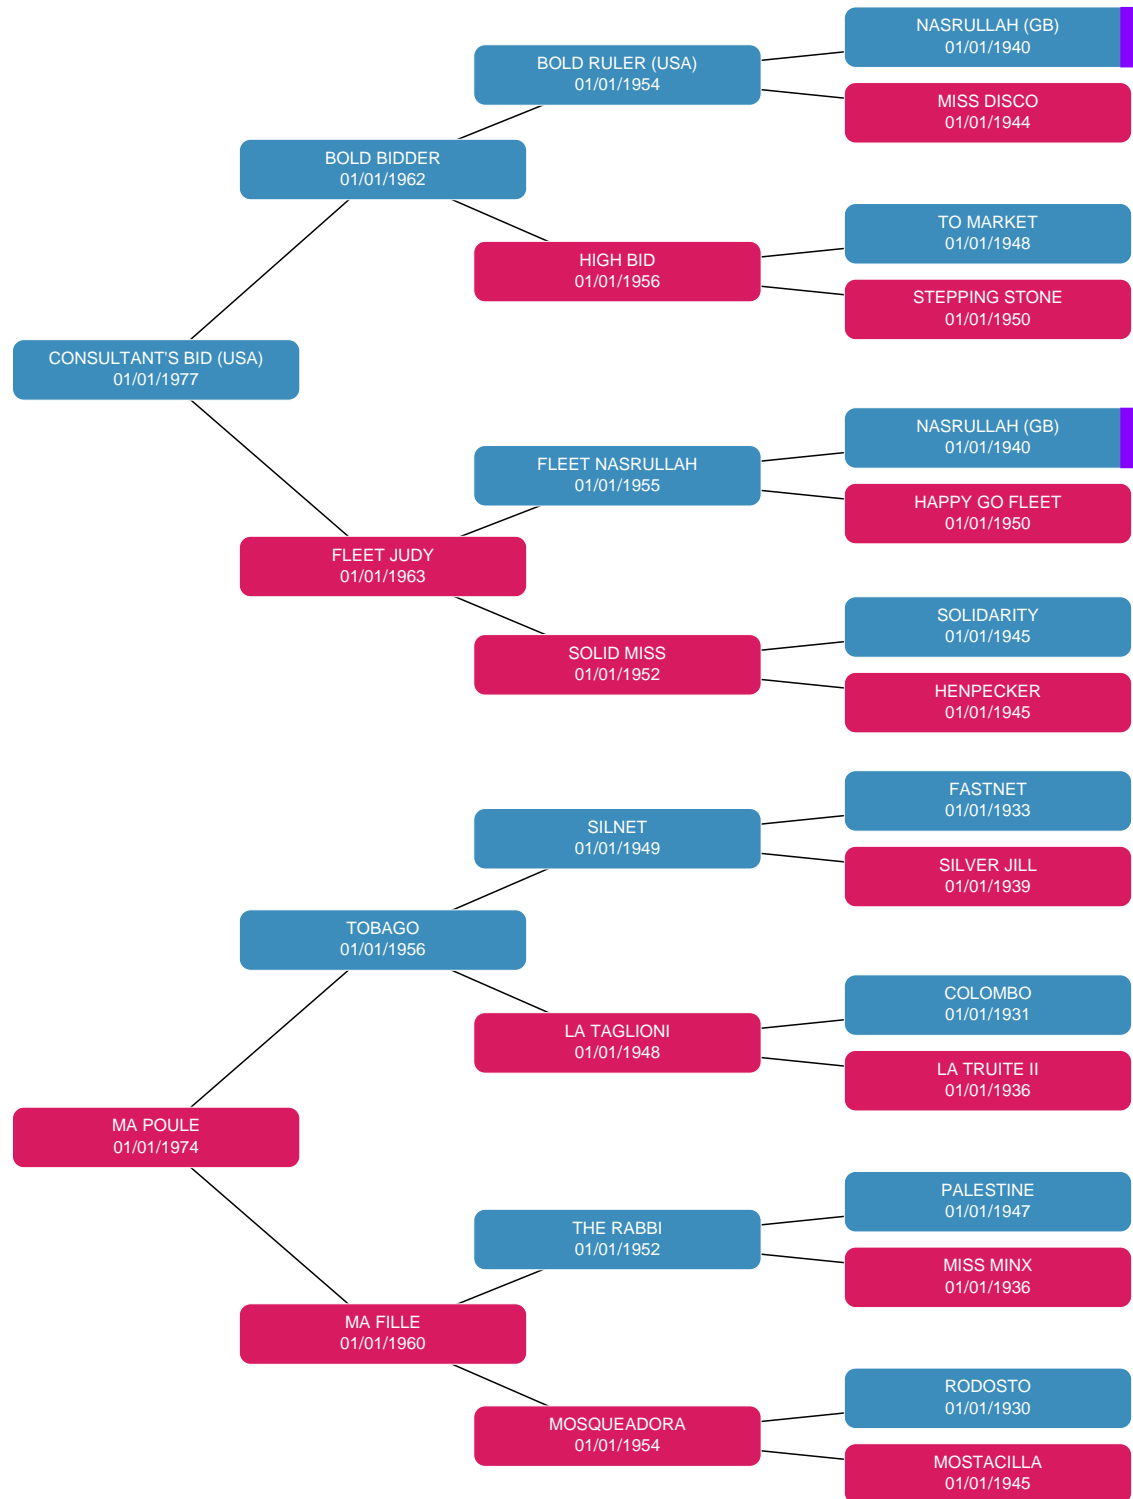 NASRULLAH (GB)
01/01/1940
BOLD RULER (USA)
01/01/1954
MISS DISCO
01/01/1944
BOLD BIDDER
01/01/1962
TO MARKET
01/01/1948
HIGH BID
01/01/1956
STEPPING STONE
01/01/1950
CONSULTANT'S BID (USA)
01/01/1977
NASRULLAH (GB)
01/01/1940
FLEET NASRULLAH
01/01/1955
HAPPY GO FLEET
01/01/1950
FLEET JUDY
01/01/1963
SOLIDARITY
01/01/1945
SOLID MISS
01/01/1952
HENPECKER
01/01/1945
FASTNET
01/01/1933
SILNET
01/01/1949
SILVER JILL
01/01/1939
TOBAGO
01/01/1956
COLOMBO
01/01/1931
LA TAGLIONI
01/01/1948
LA TRUITE II
01/01/1936
MA POULE
01/01/1974
PALESTINE
01/01/1947
THE RABBI
01/01/1952
MISS MINX
01/01/1936
MA FILLE
01/01/1960
RODOSTO
01/01/1930
MOSQUEADORA
01/01/1954
MOSTACILLA
01/01/1945